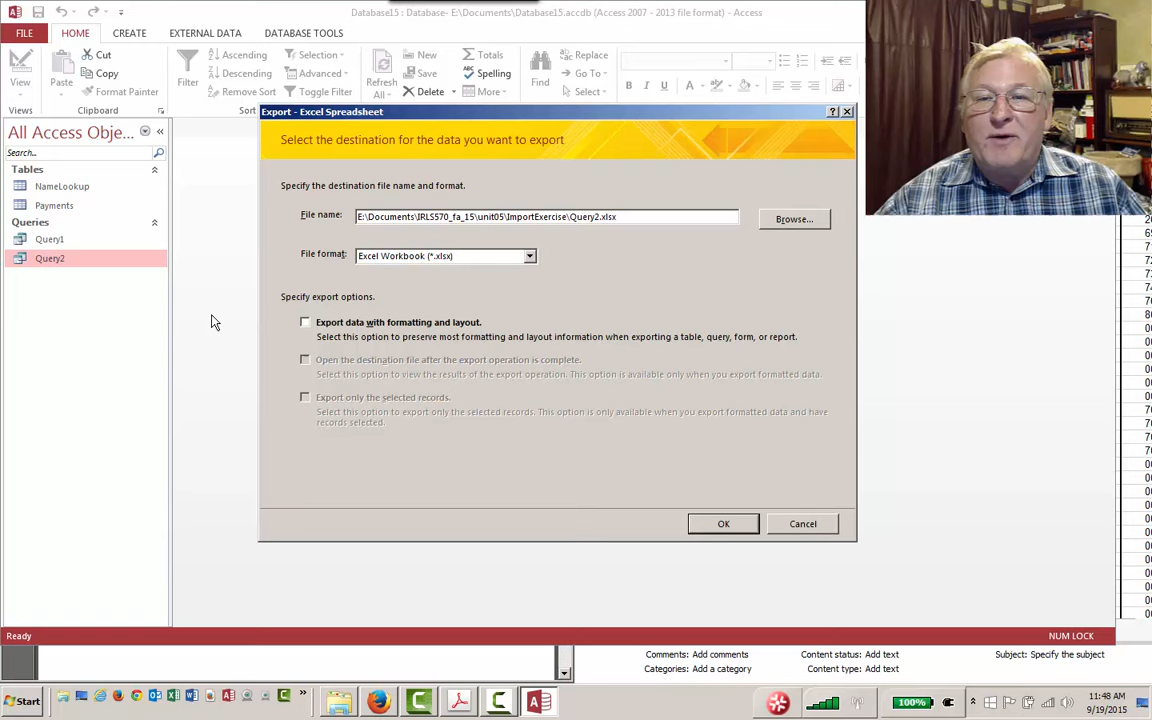 Database15 : Database- E:\Documents\Database15.accdb (Access 2007 - 2013 file format) - Access
FILE HOME CREATE EXTERNAL DATA DATABASE TOOLS
Cut Ascending Selection New Totals Replace
View Paste Copy Filter Descending Advanced Refresh Save Spelling Find Go To
Format Painter Remove Sort Toggle Filter All Delete More Select B I U A
Views Clipboard Sort
Export - Excel Spreadsheet
Select the destination for the data you want to export
All Access Obje...
Search...
Tables
NameLookup
Payments
Queries
Query1
Query2
Specify the destination file name and format.
File name: E:\Documents\IRLS570_fa_15\unit05\ImportExercise\Query2.xlsx Browse...
File format: Excel Workbook (*.xlsx)
Specify export options.
Export data with formatting and layout.
Select this option to preserve most formatting and layout information when exporting a table, query, form, or report.
Open the destination file after the export operation is complete.
Select this option to view the results of the export operation. This option is available only when you export formatted data.
Export only the selected records.
Select this option to export only the selected records. This option is only available when you export formatted data and have
records selected.
OK Cancel
Ready NUM LOCK
Comments: Add comments Content status: Add text Subject: Specify the subject
Categories: Add a category Content type: Add text
Start 100% 11:48 AM
9/19/2015